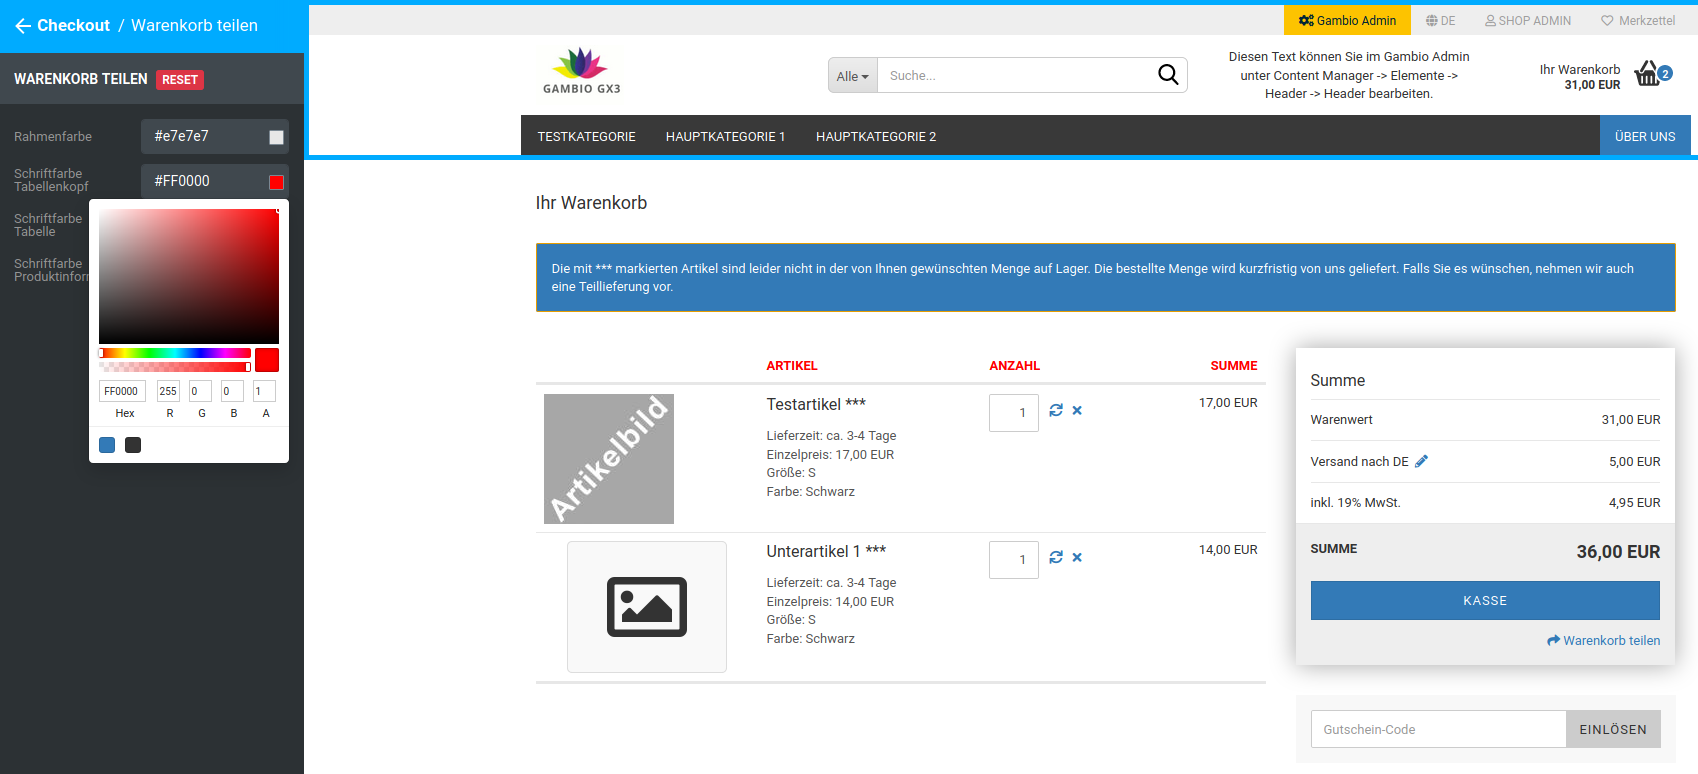 Checkout / Warenkorb teilen
WARENKORB TEILEN RESET
Rahmenfarbe #e7e7e7
Schriftfarbe
Tabellenkopf
#FF0000
Schriftfarbe
Tabelle
Schriftfarbe
Produktinfor
FF0000 255 0 0 1
Hex R G B A
Gambio Admin DE SHOP ADMIN Merkzettel
GAMBIO GX3
Alle Suche...
Diesen Text können Sie im Gambio Admin
unter Content Manager -> Elemente ->
Header -> Header bearbeiten.
Ihr Warenkorb
31,00 EUR
2
TESTKATEGORIE HAUPTKATEGORIE 1 HAUPTKATEGORIE 2 ÜBER UNS
Ihr Warenkorb
Die mit *** markierten Artikel sind leider nicht in der von Ihnen gewünschten Menge auf Lager. Die bestellte Menge wird kurzfristig von uns geliefert. Falls Sie es wünschen, nehmen wir auch
eine Teillieferung vor.
ARTIKEL ANZAHL SUMME
Artikelbild
Testartikel *** 1 17,00 EUR
Lieferzeit: ca. 3-4 Tage
Einzelpreis: 17,00 EUR
Größe: S
Farbe: Schwarz
Unterartikel 1 *** 1 14,00 EUR
Lieferzeit: ca. 3-4 Tage
Einzelpreis: 14,00 EUR
Größe: S
Farbe: Schwarz
Summe
Warenwert 31,00 EUR
Versand nach DE 5,00 EUR
inkl. 19% MwSt. 4,95 EUR
SUMME 36,00 EUR
KASSE
Warenkorb teilen
Gutschein-Code EINLÖSEN